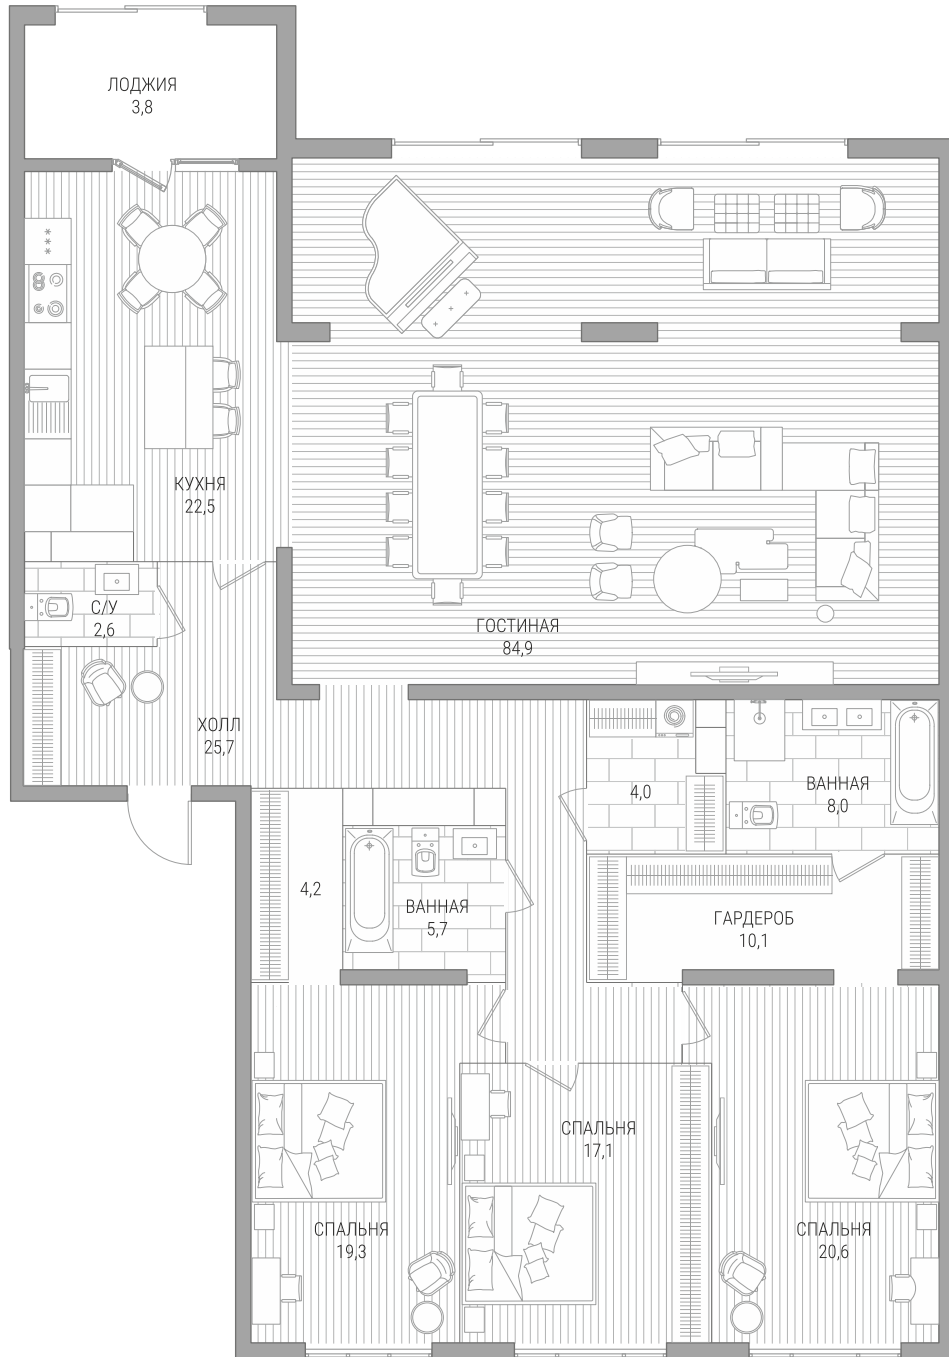 ЛОДЖИЯ
3,8
КУХНЯ
22,5
С/У
2,6
ГОСТИНАЯ
84,9
ХОЛЛ
25,7
4,0
ВАННАЯ
8,0
4,2
ВАННАЯ
5,7
ГАРДЕРОБ
10,1
СПАЛЬНЯ
17,1
СПАЛЬНЯ
19,3
СПАЛЬНЯ
20,6